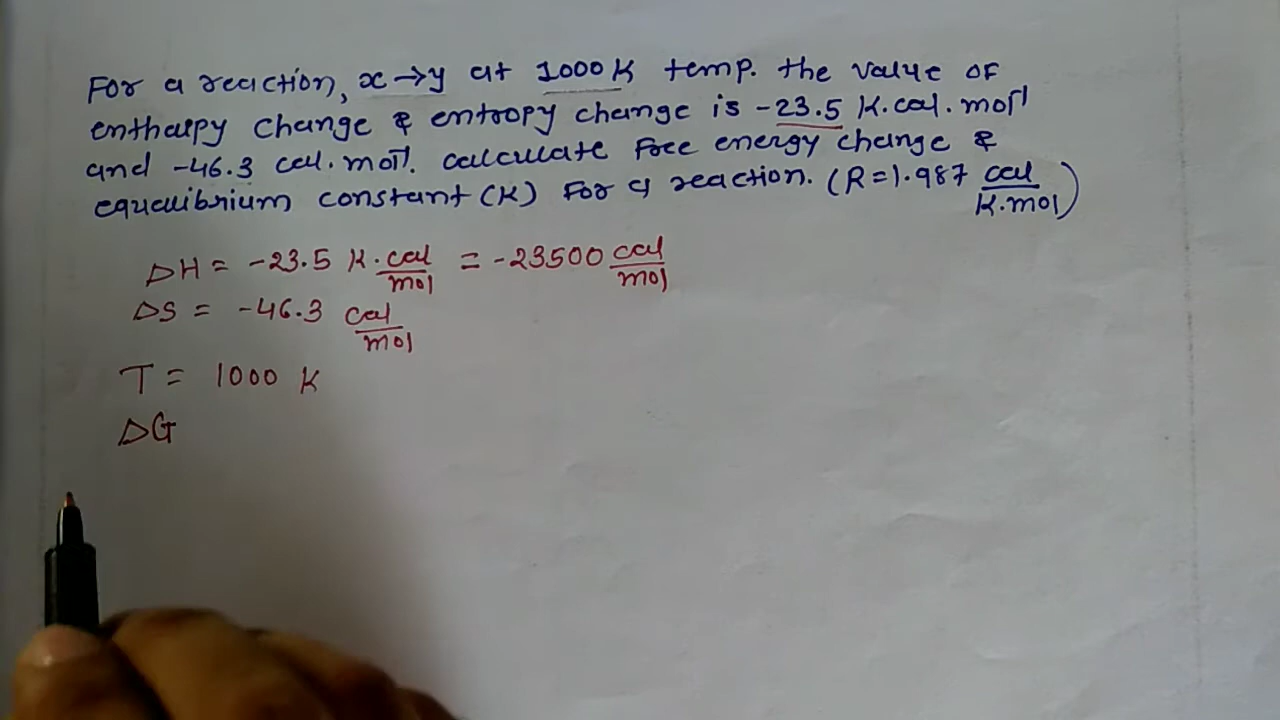 For a reaction, x→y at 1000 K temp. the value of
enthalpy change & entropy change is -23.5 K.cal.mol⁻¹
and -46.3 cal.mol⁻¹. calculate Free energy change &
equalibrium constant (K) For a reaction. (R=1.987 cal/K.mol)
ΔH = -23.5 K.cal/mol = -23500 cal/mol
ΔS = -46.3 cal/mol
T = 1000 K
ΔG